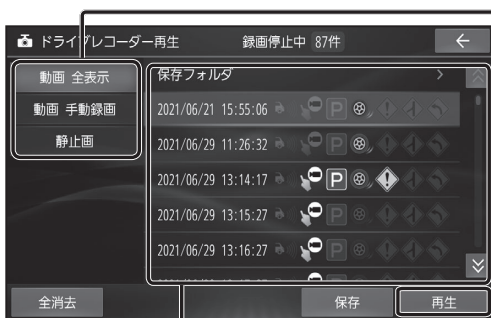 ドライブレコーダー再生 録画停止中 87件
動画 全表示
動画 手動録画
静止画
保存フォルダ
2021/06/21 15:55:06 P
2021/06/29 11:26:32 P
2021/06/29 13:14:17 P
2021/06/29 13:15:27 P
2021/06/29 13:16:27 P
全消去 保存 再生